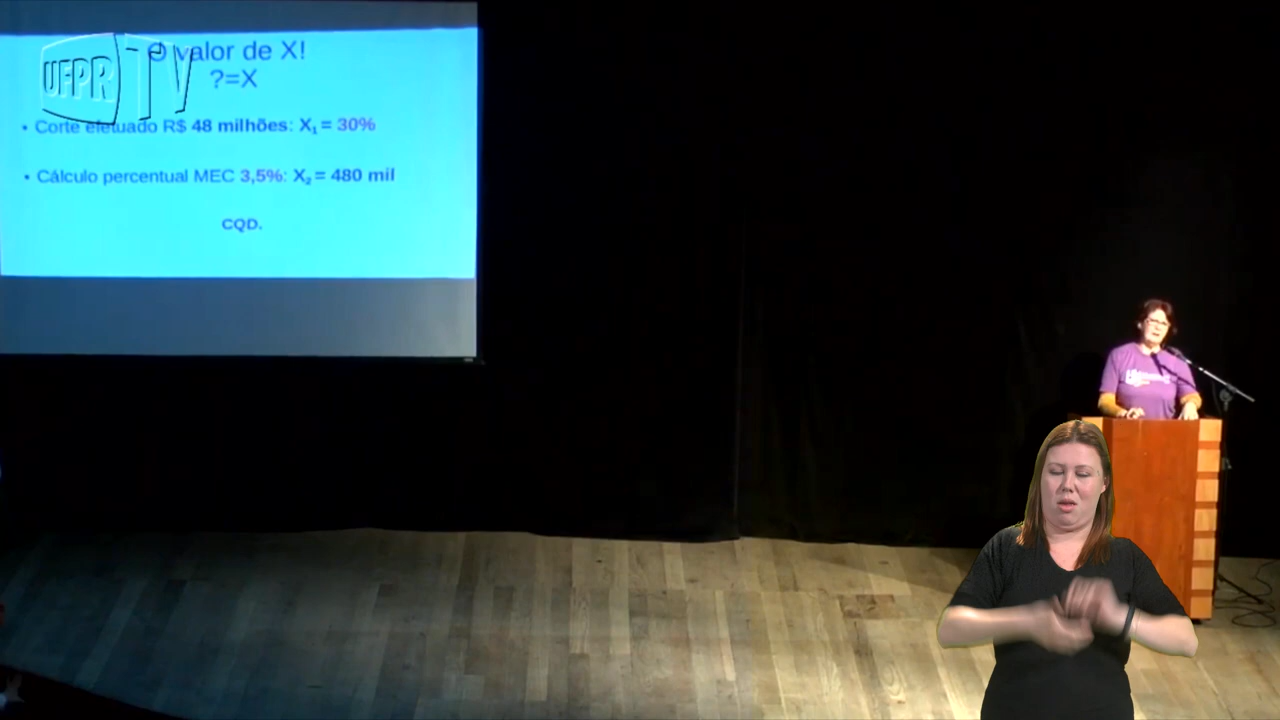 UFPR TV
O valor de X!
?=X
• Corte efetuado R$ 48 milhões: X₁ = 30%
• Cálculo percentual MEC 3,5%: X₂ = 480 mil
CQD.